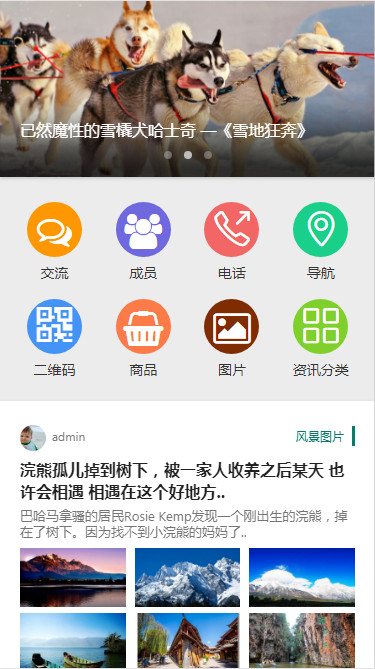 已然魔性的雪橇犬哈士奇 —《雪地狂奔》
交流
成员
电话
导航
二维码
商品
图片
资讯分类
admin
风景图片
浣熊孤儿掉到树下，被一家人收养之后某天 也
许会相遇 相遇在这个好地方..
巴哈马拿骚的居民Rosie Kemp发现一个刚出生的浣熊，掉
在了树下。因为找不到小浣熊的妈妈了..